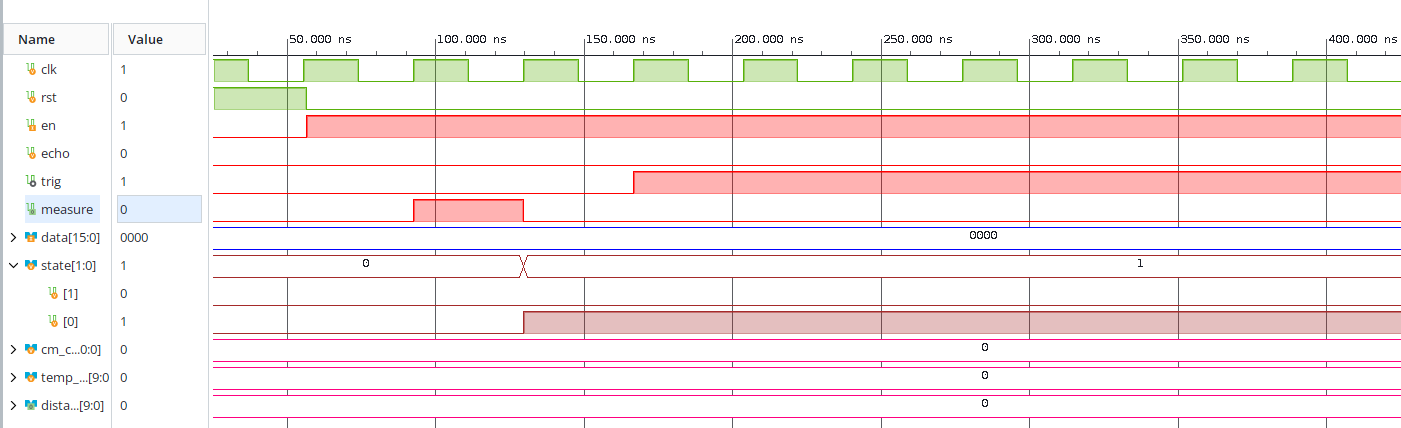 Name Value 50.000 ns 100.000 ns 150.000 ns 200.000 ns 250.000 ns 300.000 ns 350.000 ns 400.000 ns
clk 1
rst 0
en 1
echo 0
trig 1
measure 0
data[15:0] 0000 0000
state[1:0] 1 0 1
[1] 0
[0] 1
cm_c...0:0] 0 0
temp_...[9:0 0 0
dista...[9:0] 0 0